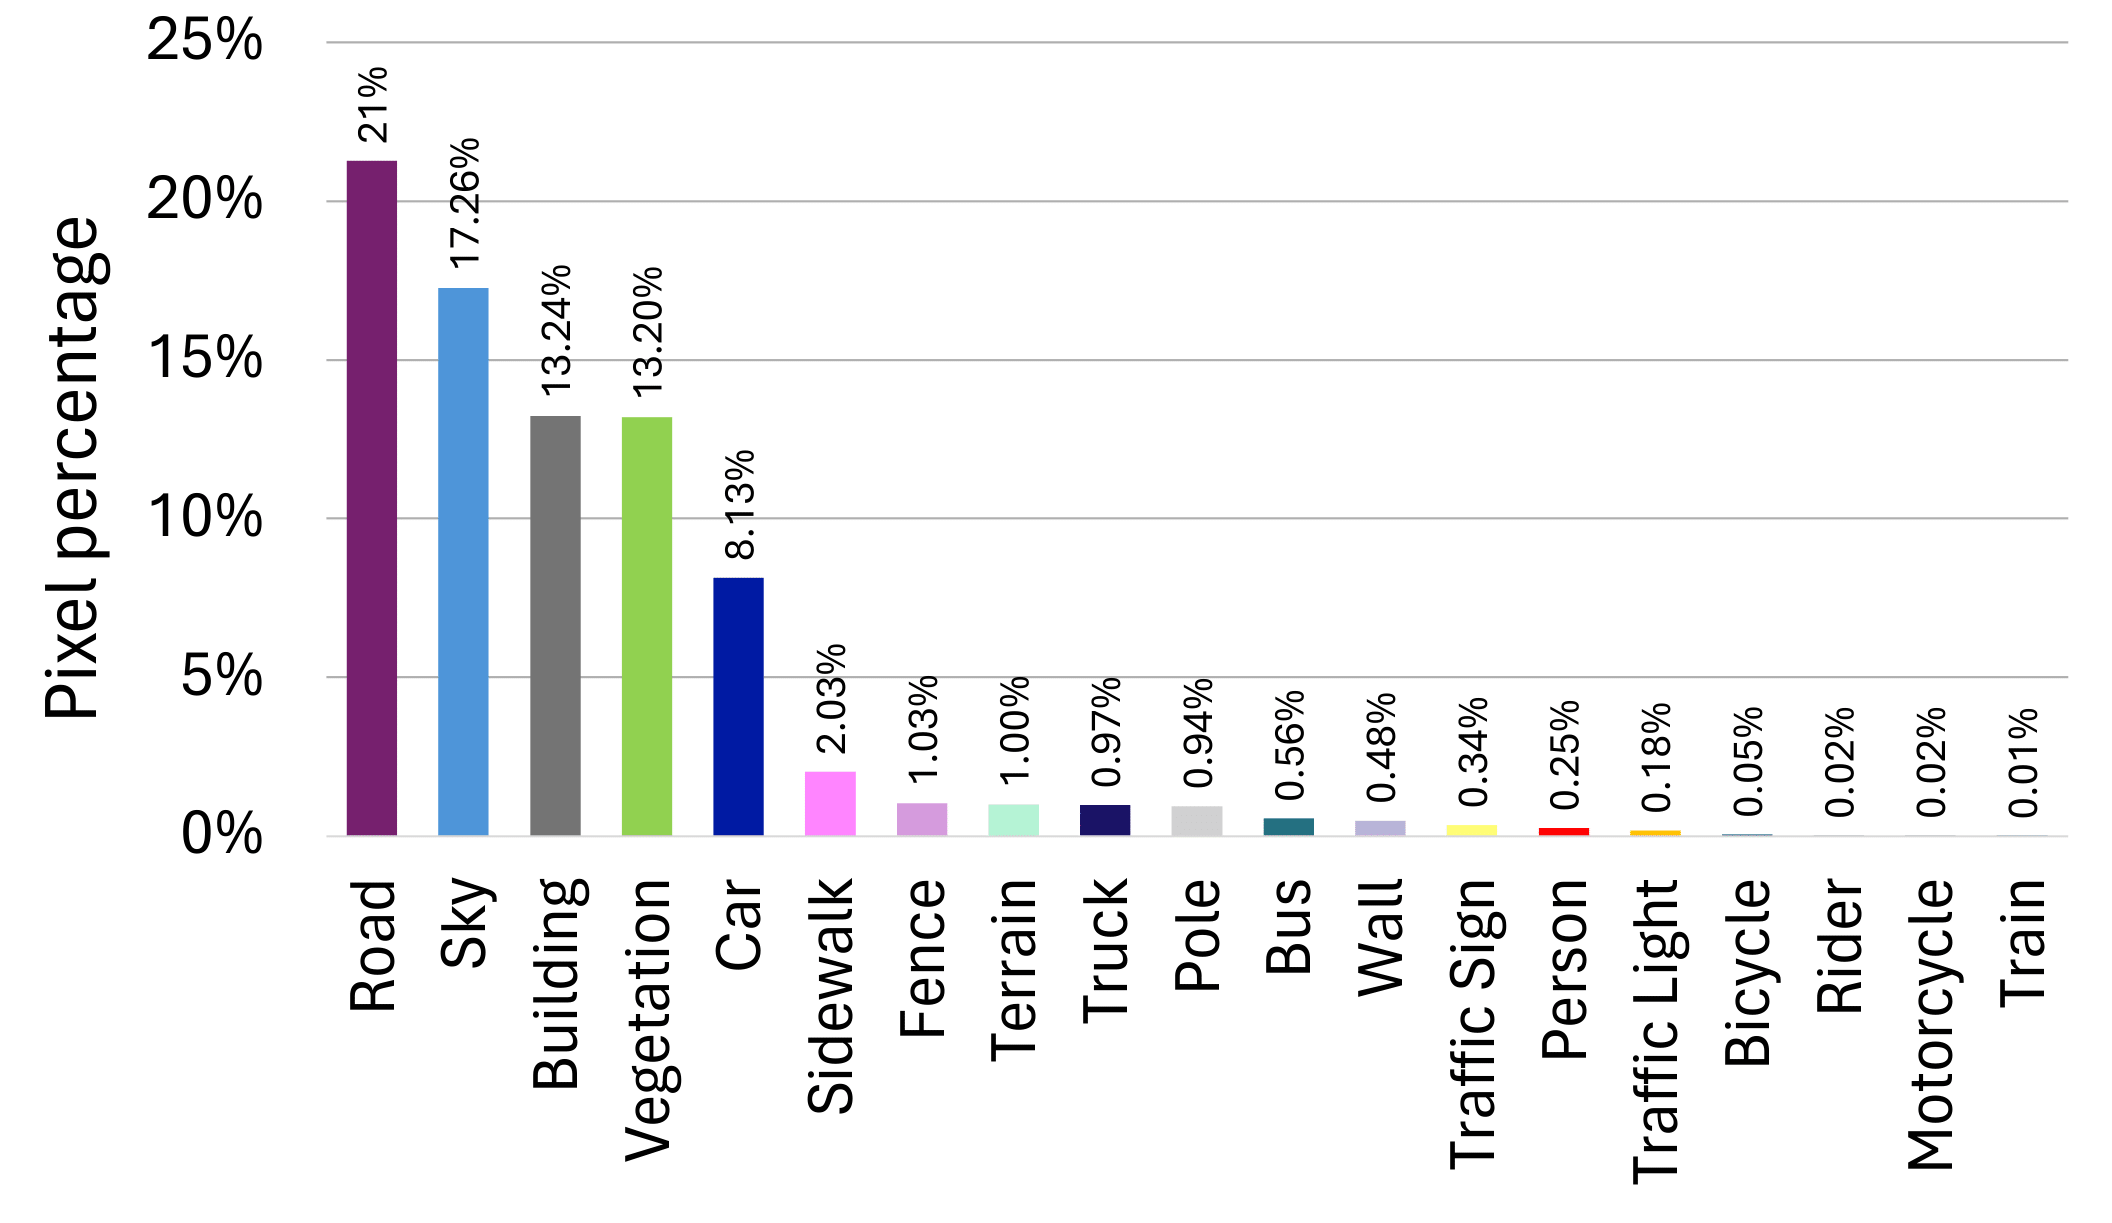 Pixel percentage
25%
20%
15%
10%
5%
0%
21%
17.26%
13.24%
13.20%
8.13%
2.03%
1.03%
1.00%
0.97%
0.94%
0.56%
0.48%
0.34%
0.25%
0.18%
0.05%
0.02%
0.02%
0.01%
Road
Sky
Building
Vegetation
Car
Sidewalk
Fence
Terrain
Truck
Pole
Bus
Wall
Traffic Sign
Person
Traffic Light
Bicycle
Rider
Motorcycle
Train